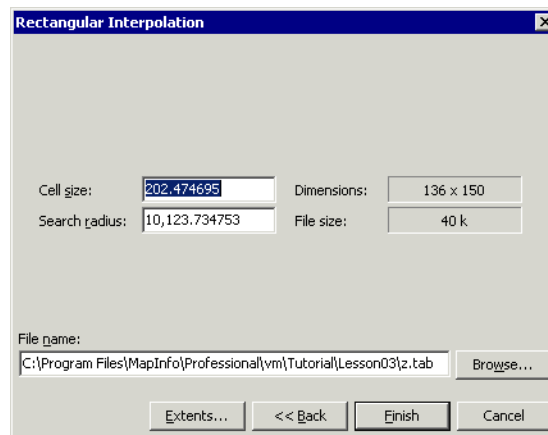 Rectangular Interpolation
Cell size: 202.474695 Dimensions: 136 x 150
Search radius: 10,123.734753 File size: 40 k
File name:
C:\Program Files\MapInfo\Professional\vm\Tutorial\Lesson03\z.tab Browse...
Extents... << Back Finish Cancel